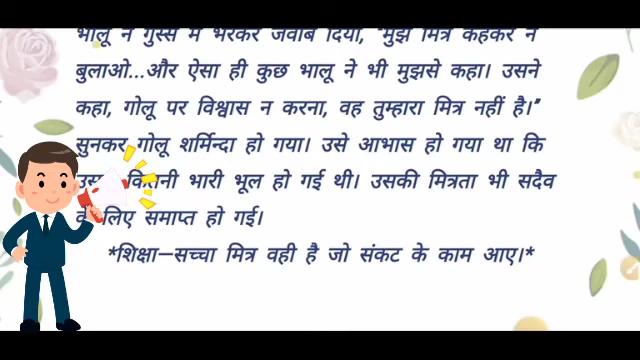 भालू ने गुस्से में भरकर जवाब दिया, "मुझे मित्र कहकर न
बुलाओ...और ऐसा ही कुछ भालू ने भी मुझसे कहा। उसने
कहा, गोलू पर विश्वास न करना, वह तुम्हारा मित्र नहीं है।"
सुनकर गोलू शर्मिन्दा हो गया। उसे आभास हो गया था कि
कितनी भारी भूल हो गई थी। उसकी मित्रता भी सदैव
लिए समाप्त हो गई।
*शिक्षा—सच्चा मित्र वही है जो संकट के काम आए।*